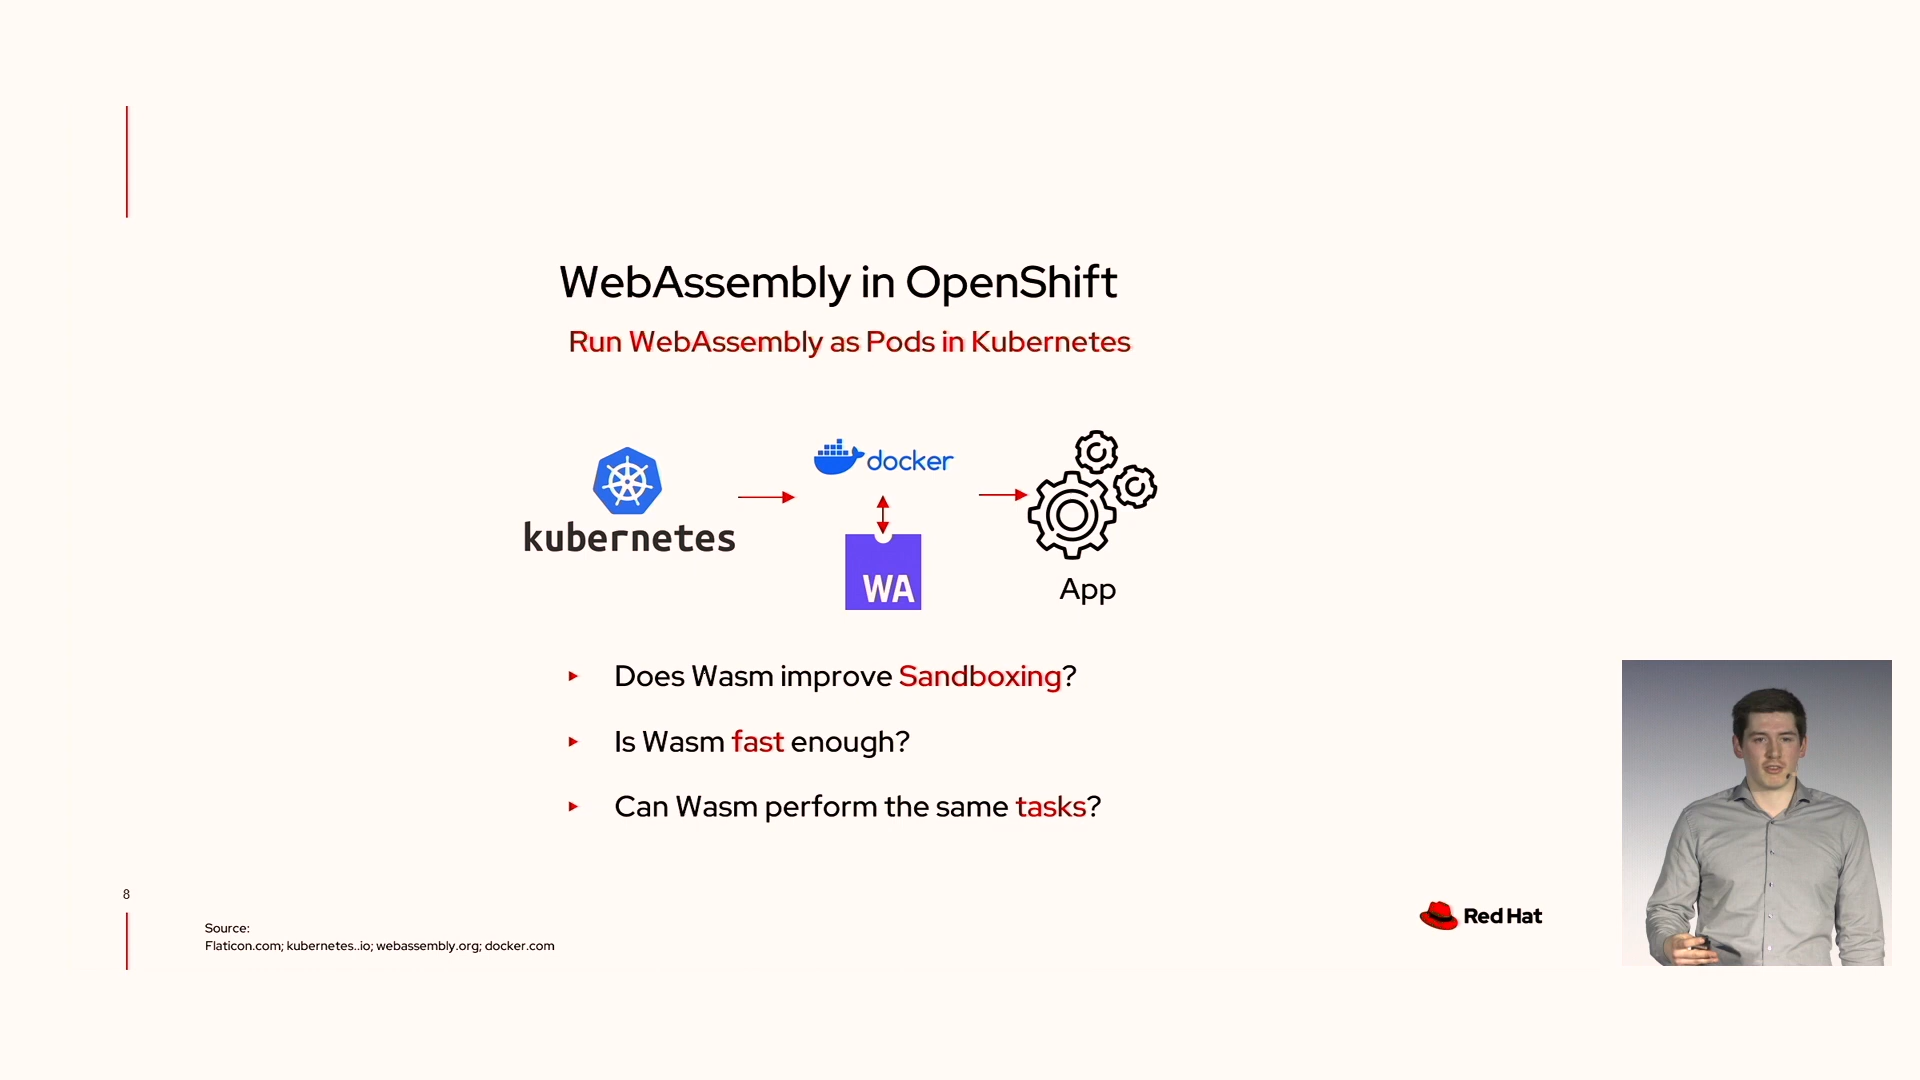 WebAssembly in OpenShift
Run WebAssembly as Pods in Kubernetes
kubernetes
docker
WA
App
Does Wasm improve Sandboxing?
Is Wasm fast enough?
Can Wasm perform the same tasks?
8
Source:
Flaticon.com; kubernetes..io; webassembly.org; docker.com
Red Hat